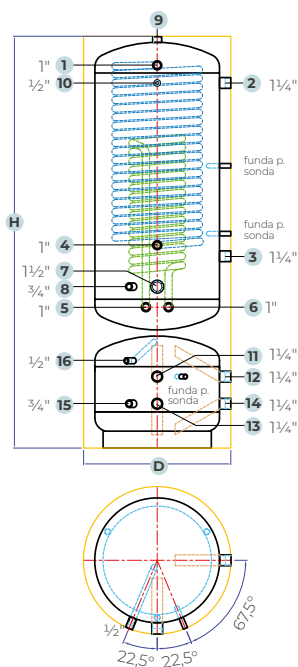 9
1" 1
½" 10
2 1¼"
funda p.
sonda
funda p.
sonda
H
1" 4
3 1¼"
1½" 7
¾" 8
1" 5
6 1"
11 1¼"
½" 16
12 1¼"
funda p.
sonda
¾" 15
14 1¼"
13 1¼"
D
½"
22,5° 22,5°
67,5°